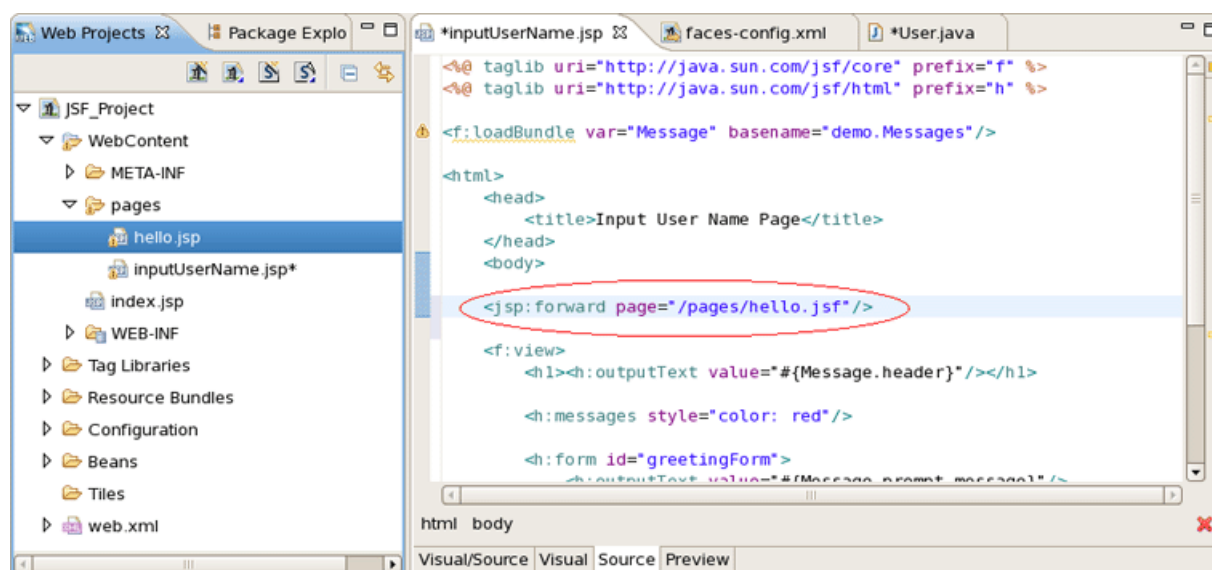 Web Projects
Package Explo
JSF_Project
WebContent
META-INF
pages
hello.jsp
inputUserName.jsp*
index.jsp
WEB-INF
Tag Libraries
Resource Bundles
Configuration
Beans
Tiles
web.xml
*inputUserName.jsp
faces-config.xml
*User.java
<%@ taglib uri="http://java.sun.com/jsf/core" prefix="f" %>
<%@ taglib uri="http://java.sun.com/jsf/html" prefix="h" %>
<f:loadBundle var="Message" basename="demo.Messages"/>
<html>
<head>
<title>Input User Name Page</title>
</head>
<body>
<jsp:forward page="/pages/hello.jsf"/>
<f:view>
<h1><h:outputText value="#{Message.header}"/></h1>
<h:messages style="color: red"/>
<h:form id="greetingForm">
<h:outputText value="#{Message.prompt_message}"/>
html body
Visual/Source Visual Source Preview